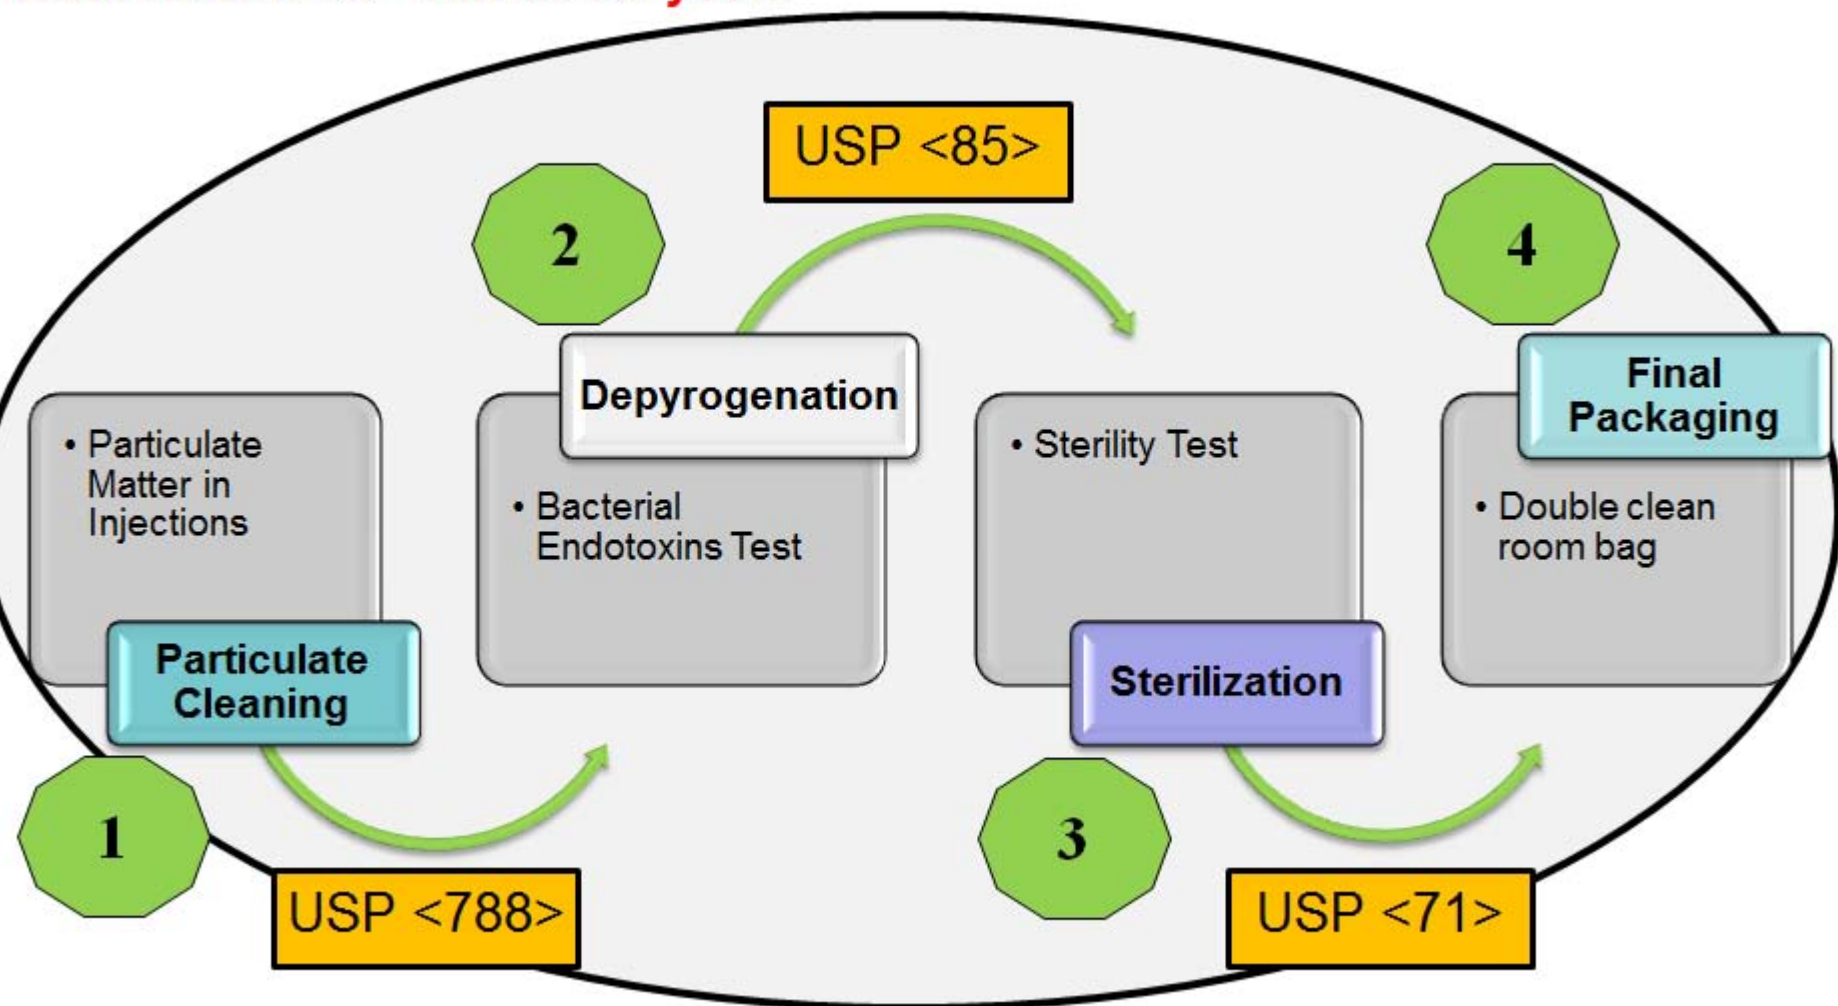 USP <85>
2
4
Depyrogenation
Final
Packaging
• Particulate
Matter in
Injections
• Bacterial
Endotoxins Test
• Sterility Test
• Double clean
room bag
Particulate
Cleaning
Sterilization
1
3
USP <788>
USP <71>